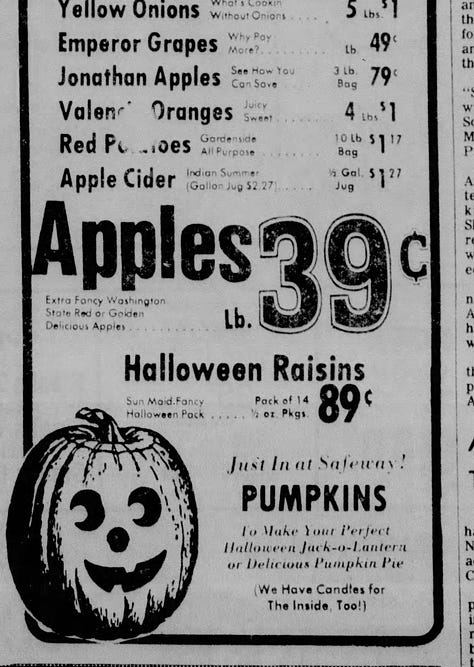 Yellow Onions What's Cookin Without Onions 5 Lbs. $1
Emperor Grapes Why Pay More? Lb. 49¢
Jonathan Apples See How You Can Save 3 Lb. Bag 79¢
Oranges Juicy Sweet 4 Lbs $1
Red Gardenside All Purpose 10 Lb Bag $1 17
Apple Cider Indian Summer (Gallon Jug $2.27) ½ Gal. Jug $1 27
Apples 39¢
Extra Fancy Washington
State Red or Golden
Delicious Apples Lb.
Halloween Raisins
Sun Maid-Fancy Pack of 14 89¢
Halloween Pack ½ oz. Pkgs.
Just In at Safeway!
PUMPKINS
To Make Your Perfect
Halloween Jack-o-Lantern
or Delicious Pumpkin Pie
(We Have Candles for
The Inside, Too!)